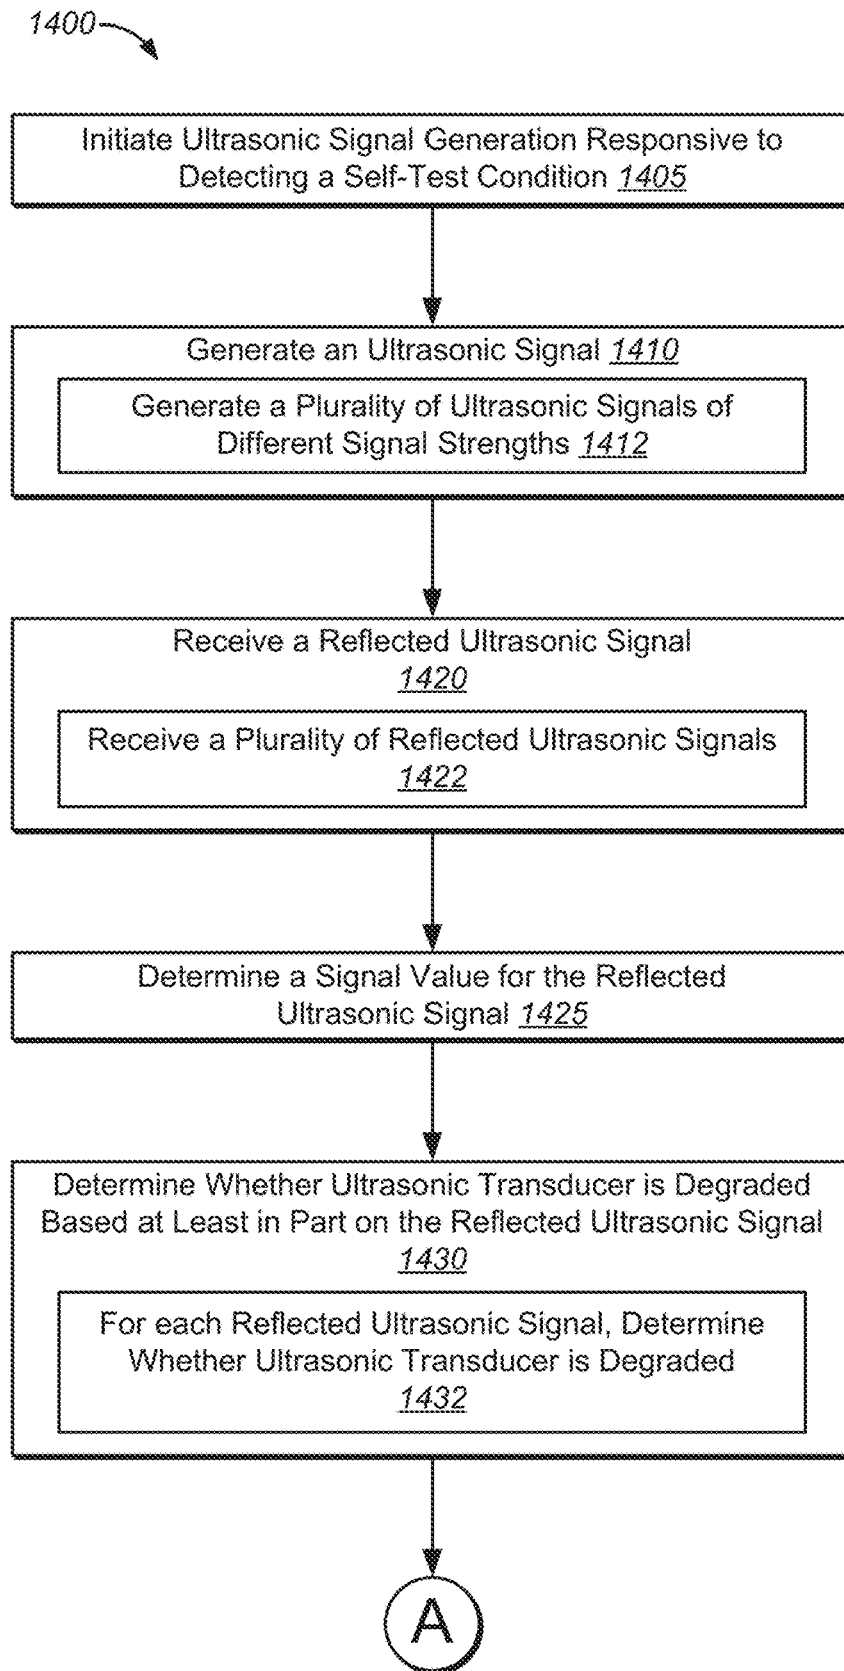 1400
Initiate Ultrasonic Signal Generation Responsive to
Detecting a Self-Test Condition 1405
Generate an Ultrasonic Signal 1410
Generate a Plurality of Ultrasonic Signals of
Different Signal Strengths 1412
Receive a Reflected Ultrasonic Signal
1420
Receive a Plurality of Reflected Ultrasonic Signals
1422
Determine a Signal Value for the Reflected
Ultrasonic Signal 1425
Determine Whether Ultrasonic Transducer is Degraded
Based at Least in Part on the Reflected Ultrasonic Signal
1430
For each Reflected Ultrasonic Signal, Determine
Whether Ultrasonic Transducer is Degraded
1432
A